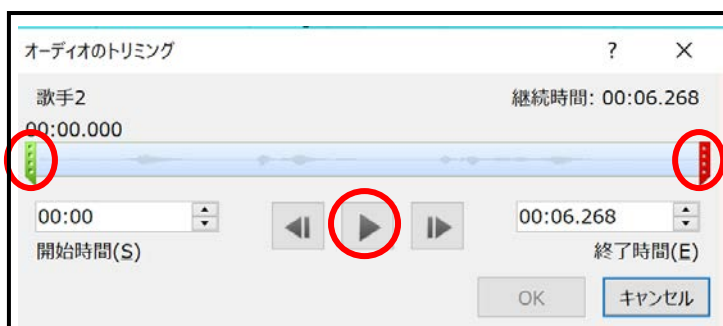 オーディオのトリミング ? ×
歌手2 継続時間: 00:06.268
00:00.000
00:00 00:06.268
開始時間(S) 終了時間(E)
OK キャンセル